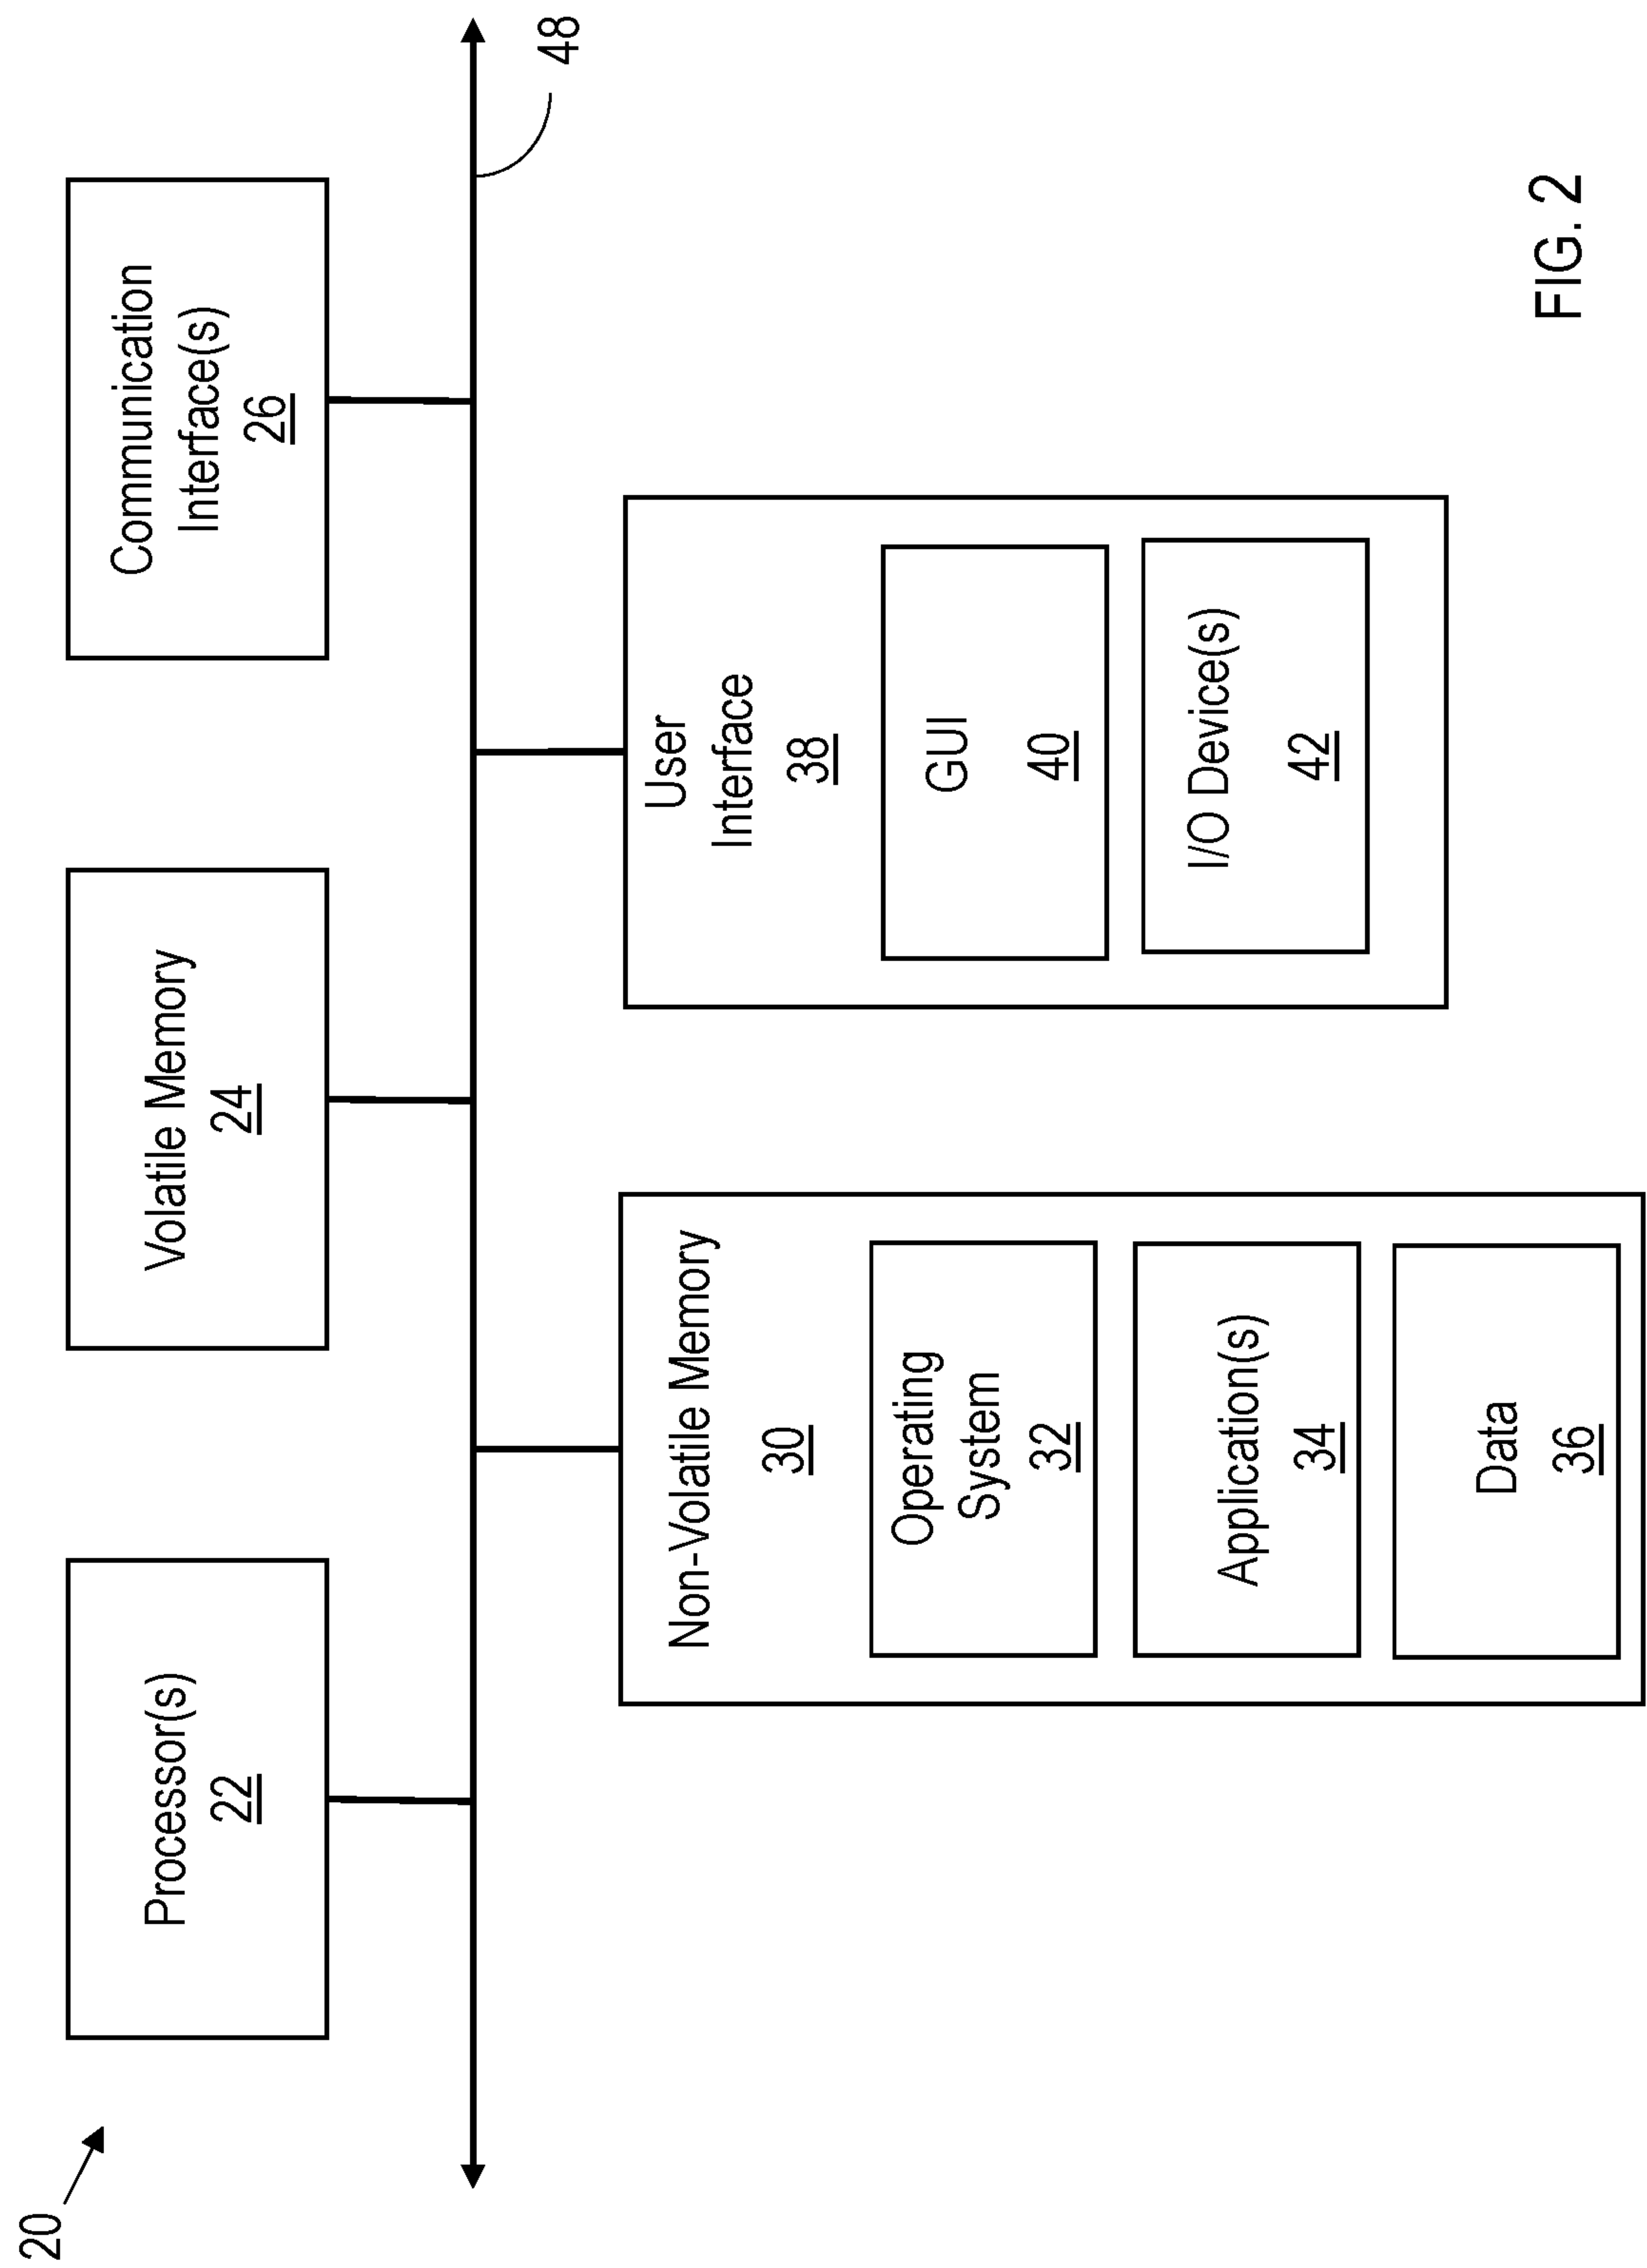 20
Processor(s)
22
Volatile Memory
24
Communication
Interface(s)
26
48
Non-Volatile Memory
30
Operating
System
32
Application(s)
34
Data
36
User
Interface
38
GUI
40
I/O Device(s)
42
FIG. 2